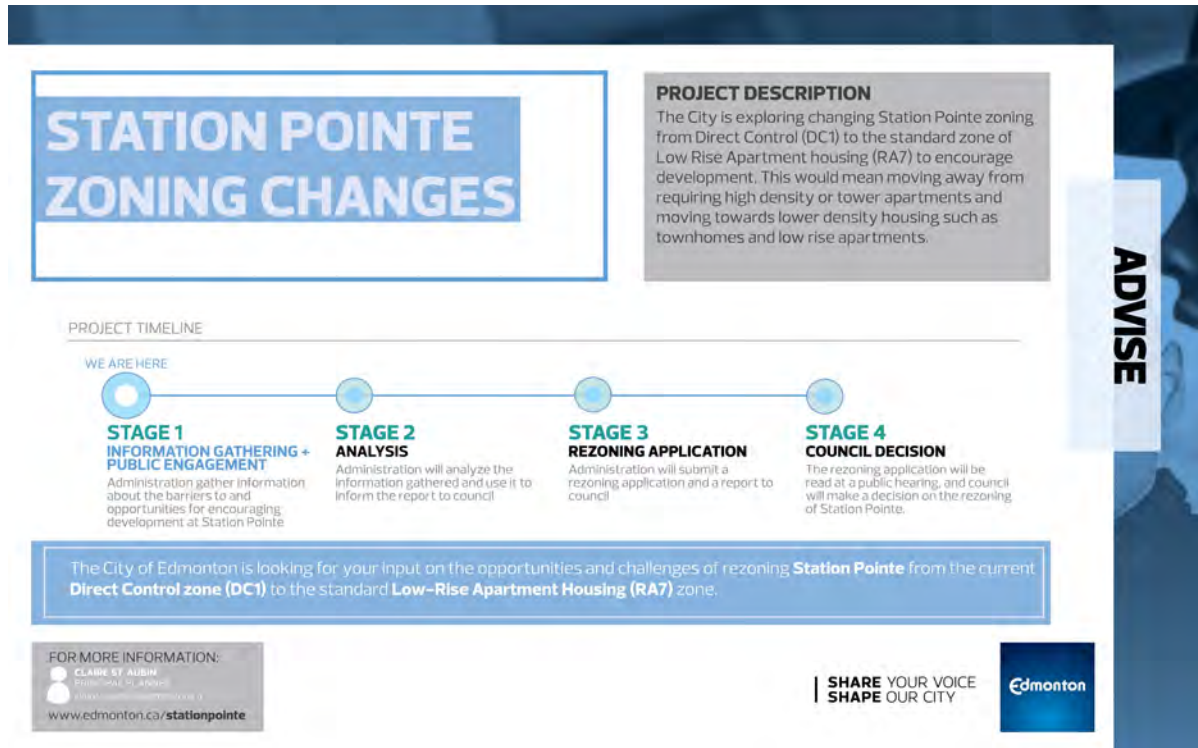 STATION POINTE
ZONING CHANGES
PROJECT DESCRIPTION
The City is exploring changing Station Pointe zoning
from Direct Control (DC1) to the standard zone of
Low Rise Apartment housing (RA7) to encourage
development. This would mean moving away from
requiring high density or tower apartments and
moving towards lower density housing such as
townhomes and low rise apartments.
ADVISE
PROJECT TIMELINE
WE ARE HERE
STAGE 1
INFORMATION GATHERING +
PUBLIC ENGAGEMENT
Administration gather information
about the barriers to and
opportunities for encouraging
development at Station Pointe
STAGE 2
ANALYSIS
Administration will analyze the
information gathered and use it to
inform the report to council
STAGE 3
REZONING APPLICATION
Administration will submit a
rezoning application and a report to
council
STAGE 4
COUNCIL DECISION
The rezoning application will be
read at a public hearing, and council
will make a decision on the rezoning
of Station Pointe.
The City of Edmonton is looking for your input on the opportunities and challenges of rezoning Station Pointe from the current
Direct Control zone (DC1) to the standard Low-Rise Apartment Housing (RA7) zone.
FOR MORE INFORMATION:
CLAIRE ST. AUBIN
PRINCIPAL PLANNER
www.edmonton.ca/stationpointe
SHARE YOUR VOICE
SHAPE OUR CITY
Edmonton